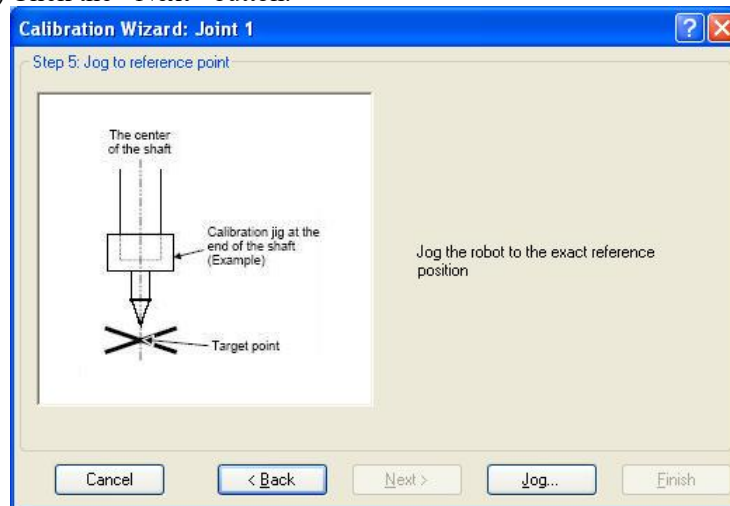 Calibration Wizard: Joint 1
Step 5: Jog to reference point
The center
of the shaft
Calibration jig at the
end of the shaft
(Example)
Jog the robot to the exact reference
position
Target point
Cancel
< Back
Next >
Jog...
Finish